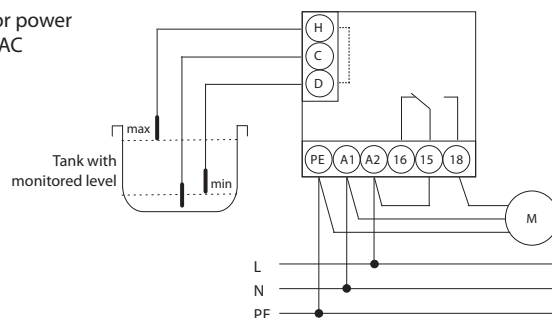 or power
AC
H
C
D
max
Tank with
monitored level
min
PE A1 A2 16 15 18
M
L
N
PE